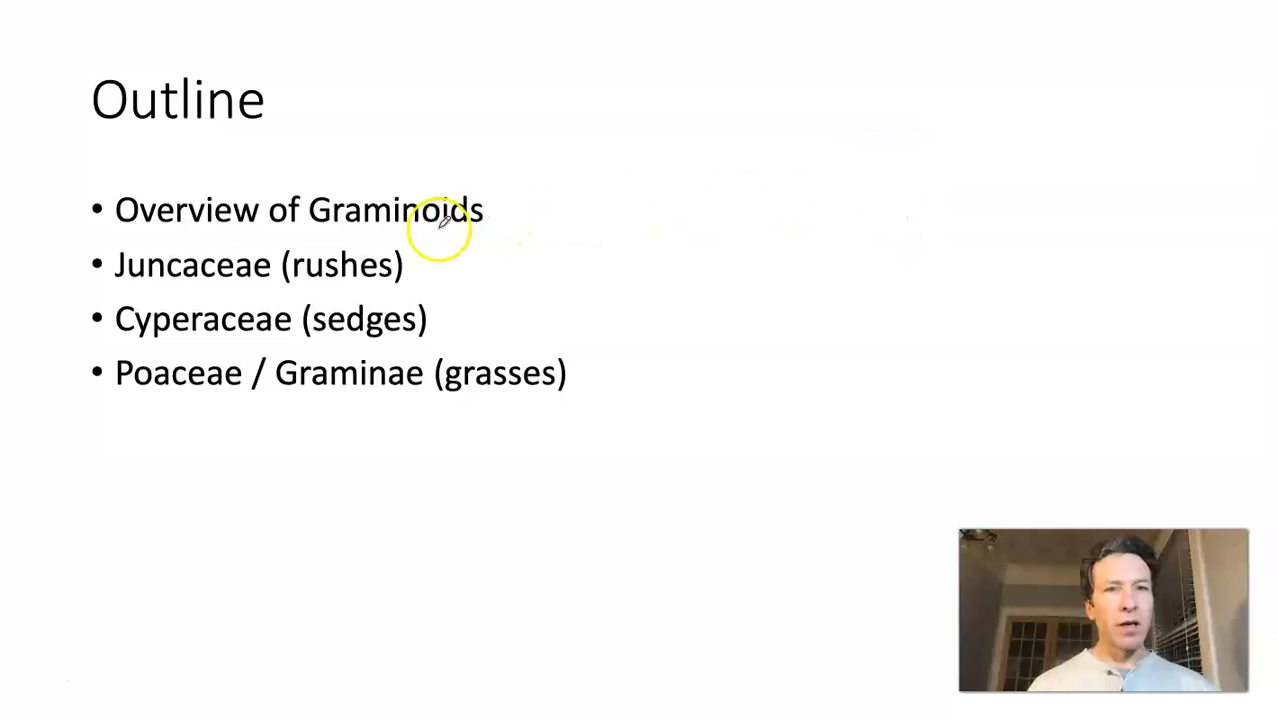 Outline
• Overview of Graminoids
• Juncaceae (rushes)
• Cyperaceae (sedges)
• Poaceae / Graminae (grasses)